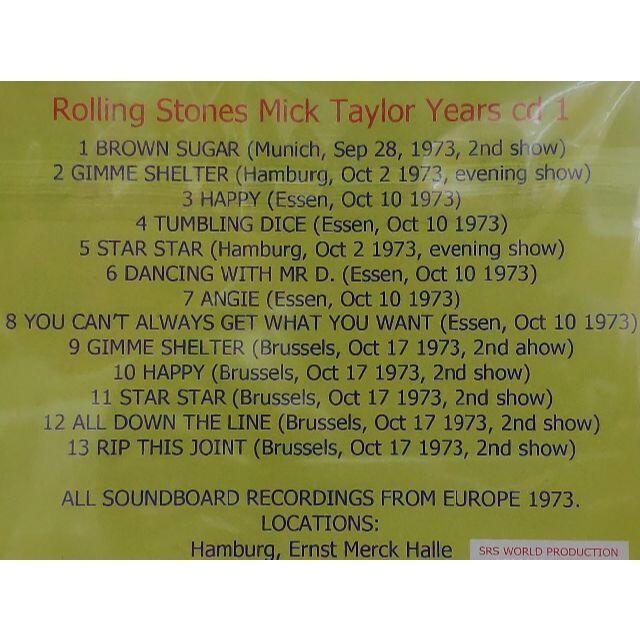 Rolling Stones Mick Taylor Years cd 1
1 BROWN SUGAR (Munich, Sep 28, 1973, 2nd show)
2 GIMME SHELTER (Hamburg, Oct 2 1973, evening show)
3 HAPPY (Essen, Oct 10 1973)
4 TUMBLING DICE (Essen, Oct 10 1973)
5 STAR STAR (Hamburg, Oct 2 1973, evening show)
6 DANCING WITH MR D. (Essen, Oct 10 1973)
7 ANGIE (Essen, Oct 10 1973)
8 YOU CAN'T ALWAYS GET WHAT YOU WANT (Essen, Oct 10 1973)
9 GIMME SHELTER (Brussels, Oct 17 1973, 2nd ahow)
10 HAPPY (Brussels, Oct 17 1973, 2nd show)
11 STAR STAR (Brussels, Oct 17 1973, 2nd show)
12 ALL DOWN THE LINE (Brussels, Oct 17 1973, 2nd show)
13 RIP THIS JOINT (Brussels, Oct 17 1973, 2nd show)
ALL SOUNDBOARD RECORDINGS FROM EUROPE 1973.
LOCATIONS:
Hamburg, Ernst Merck Halle
SRS WORLD PRODUCTION